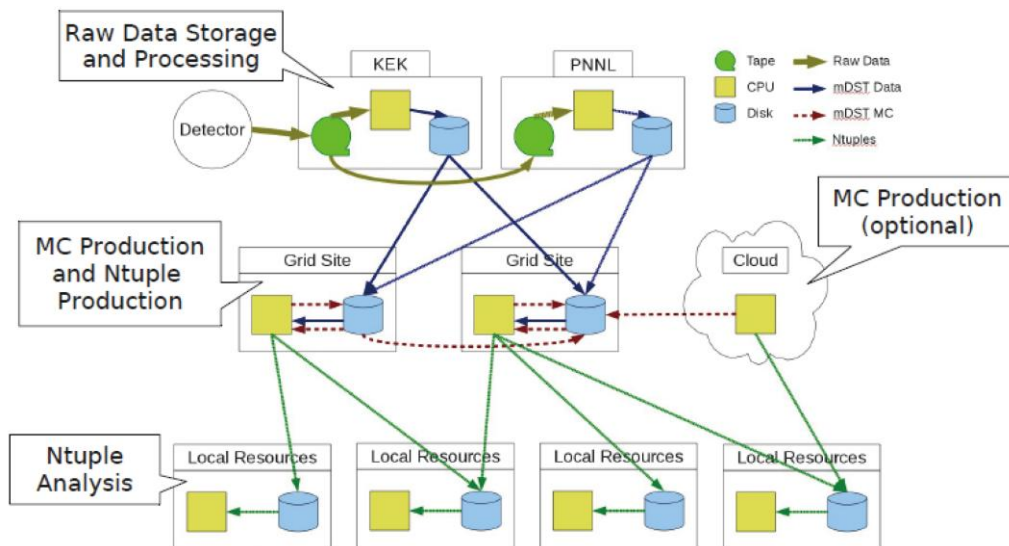 Raw Data Storage
and Processing
KEK
PNNL
Tape
Raw Data
CPU
mDST Data
Disk
mDST MC
Ntuples
Detector
MC Production
(optional)
MC Production
and Ntuple
Production
Grid Site
Grid Site
Cloud
Ntuple
Analysis
Local Resources
Local Resources
Local Resources
Local Resources